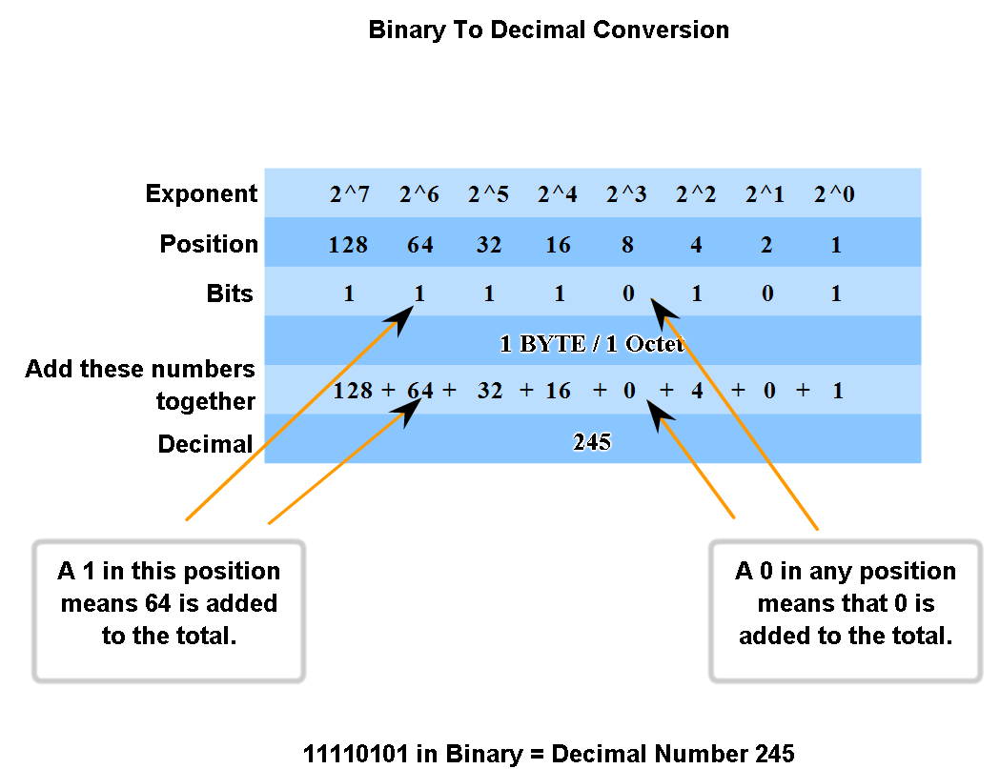 Binary To Decimal Conversion
Exponent 2^7 2^6 2^5 2^4 2^3 2^2 2^1 2^0
Position 128 64 32 16 8 4 2 1
Bits 1 1 1 1 0 1 0 1
1 BYTE / 1 Octet
Add these numbers
together
128 + 64 + 32 + 16 + 0 + 4 + 0 + 1
Decimal 245
A 1 in this position
means 64 is added
to the total.
A 0 in any position
means that 0 is
added to the total.
11110101 in Binary = Decimal Number 245